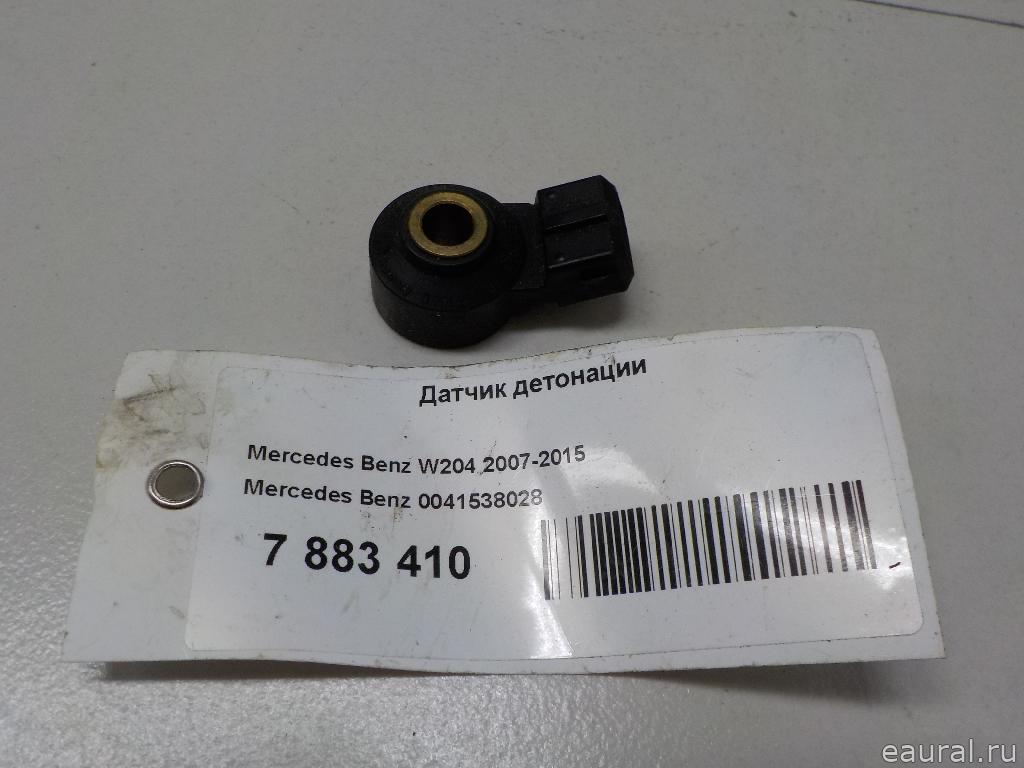 Датчик детонации
Mercedes Benz W204 2007-2015
Mercedes Benz 0041538028
7 883 410
eaural.ru